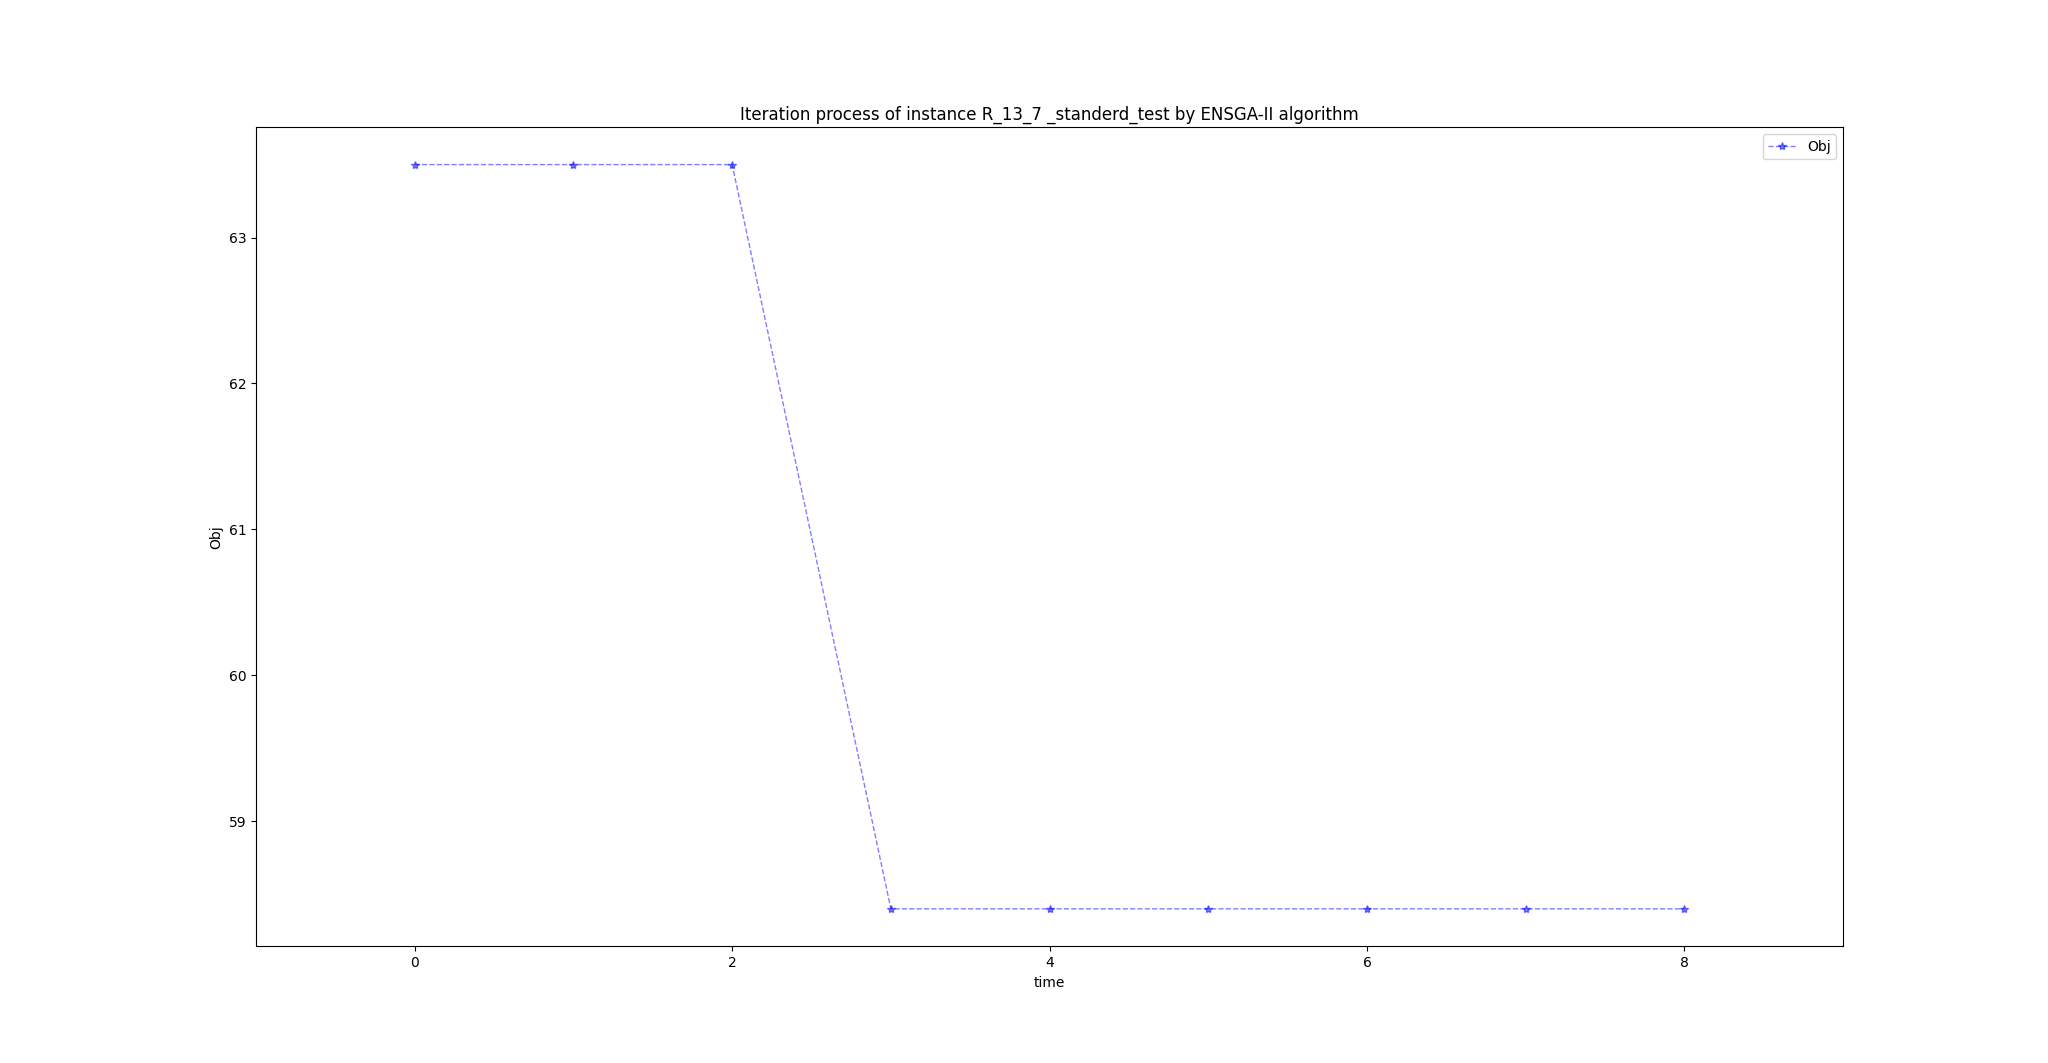 Iteration process of instance R_13_7 _standerd_test by ENSGA-II algorithm
Obj
63
62
61
60
59
Obj
0 2 4 6 8
time